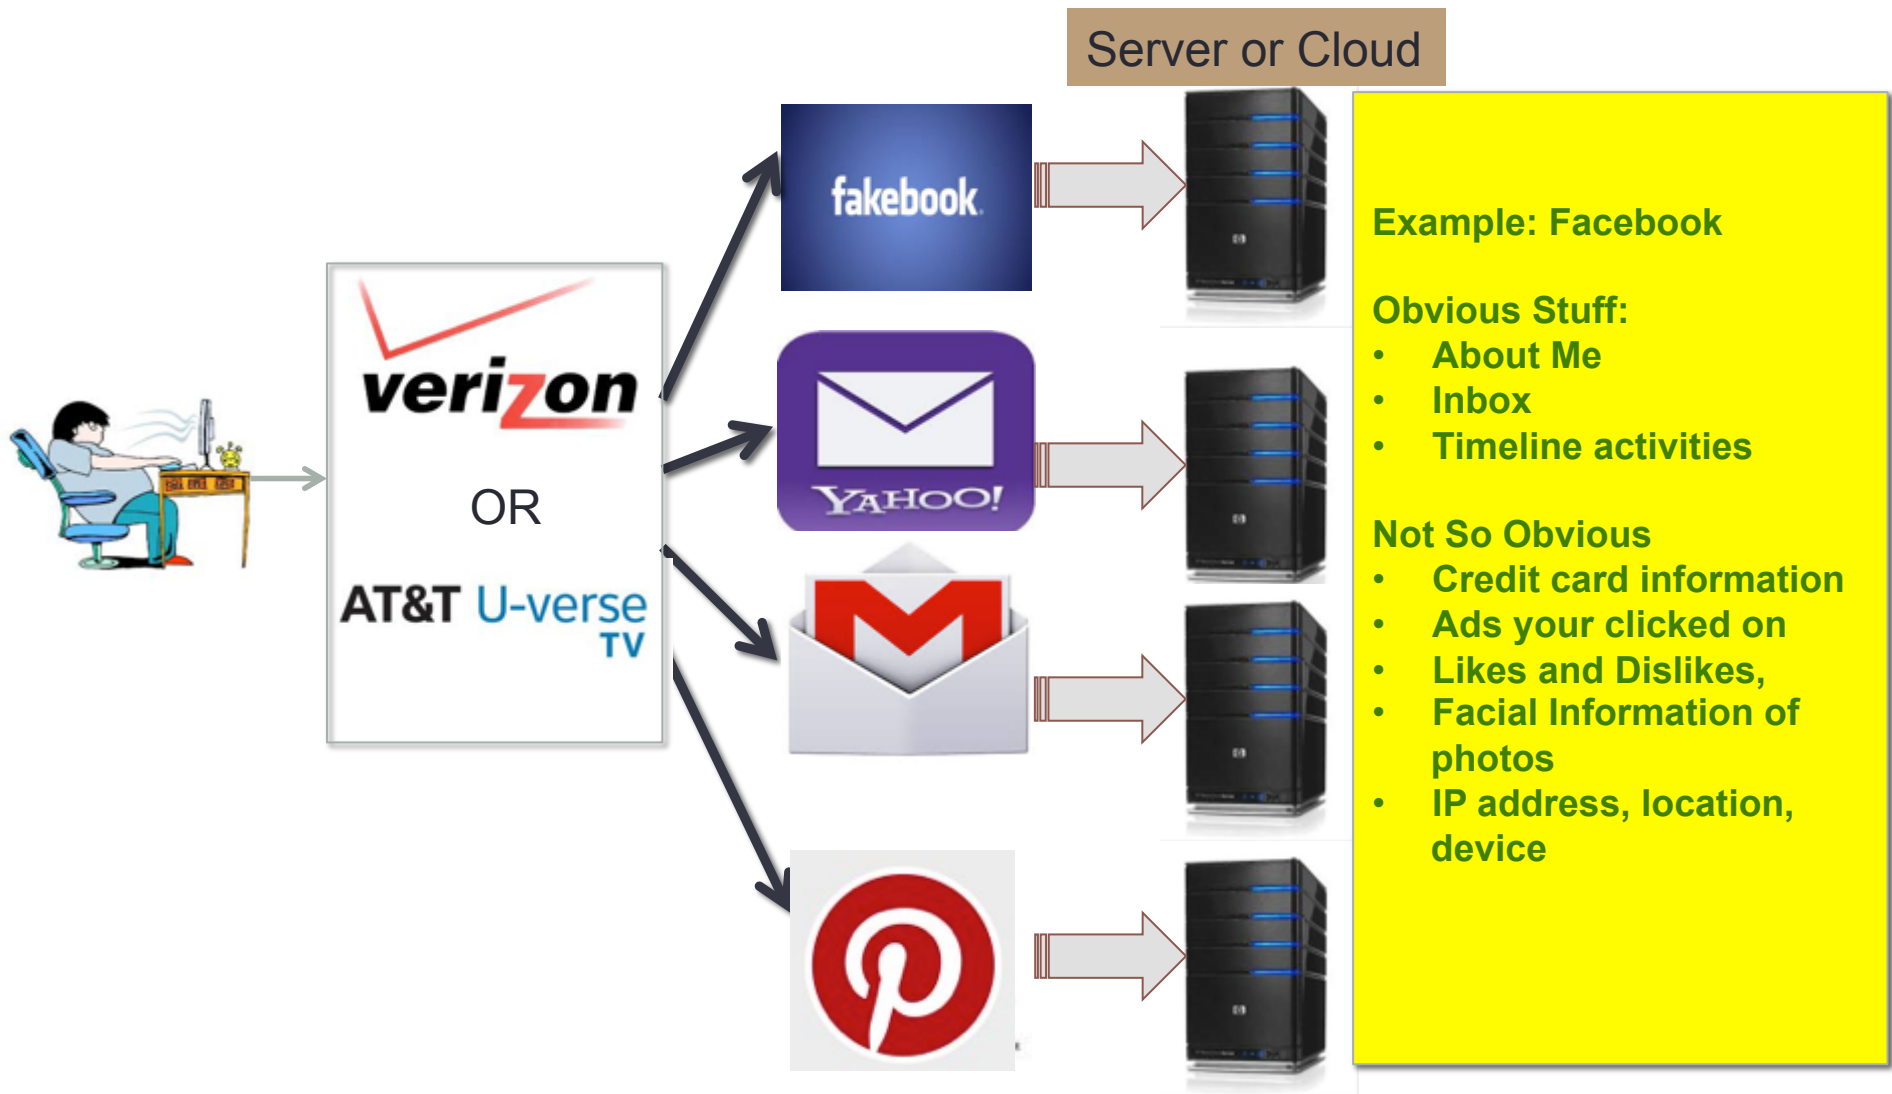 Server or Cloud
fakebook.
verizon
OR
AT&T U-verse
TV
YAHOO!
Example: Facebook
Obvious Stuff:
• About Me
• Inbox
• Timeline activities
Not So Obvious
• Credit card information
• Ads your clicked on
• Likes and Dislikes,
• Facial Information of
photos
• IP address, location,
device